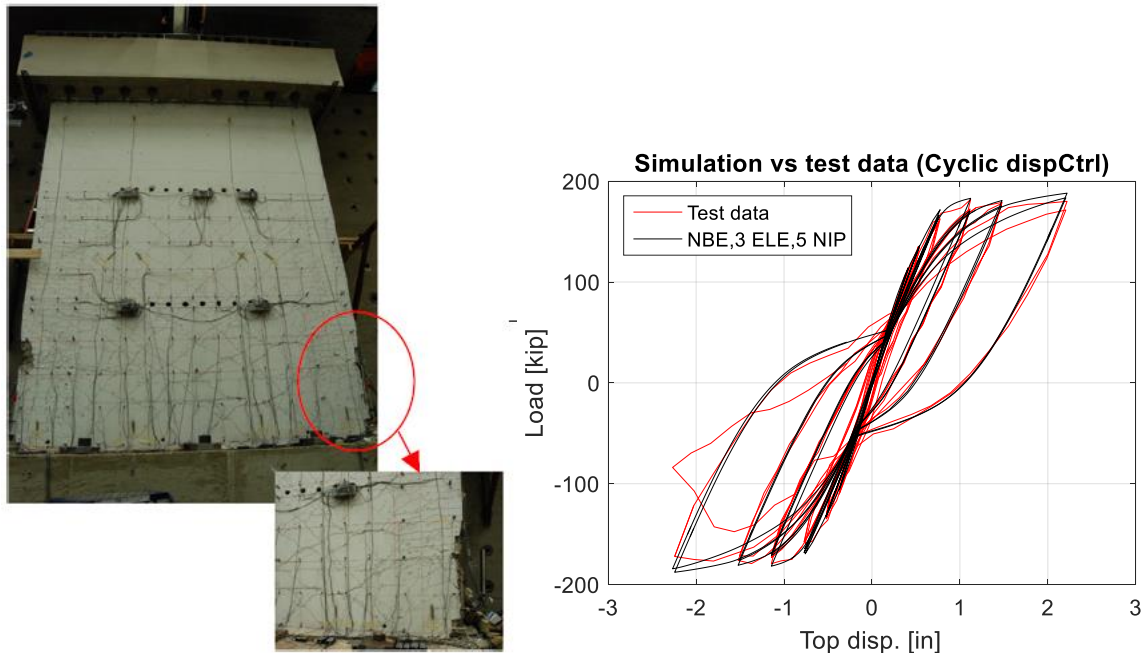 Simulation vs test data (Cyclic dispCtrl)
Test data
NBE,3 ELE,5 NIP
Load [kip]
200
100
0
-100
-200
-3
-2
-1
0
1
2
3
Top disp. [in]